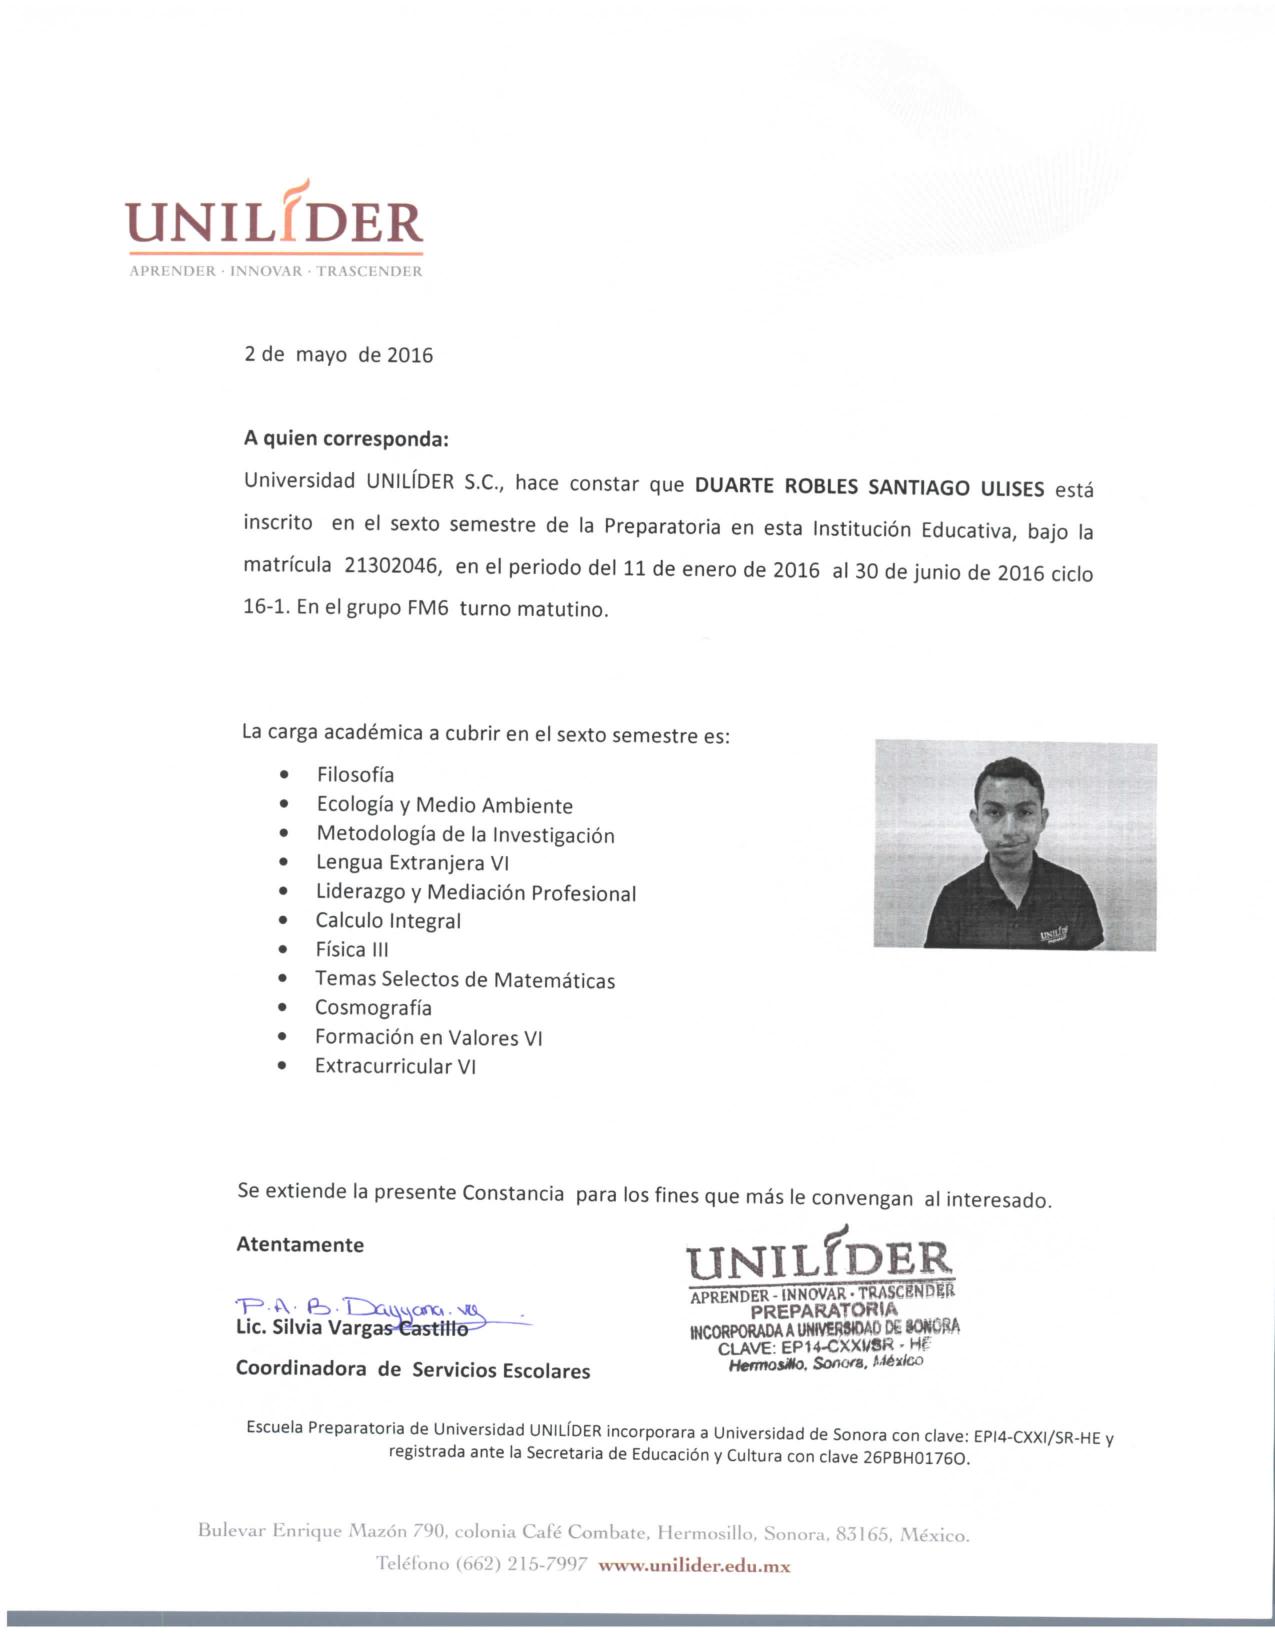 UNILÍDER
APRENDER · INNOVAR · TRASCENDER
2 de mayo de 2016
A quien corresponda:
Universidad UNILÍDER S.C., hace constar que DUARTE ROBLES SANTIAGO ULISES está
inscrito en el sexto semestre de la Preparatoria en esta Institución Educativa, bajo la
matrícula 21302046, en el periodo del 11 de enero de 2016 al 30 de junio de 2016 ciclo
16-1. En el grupo FM6 turno matutino.
La carga académica a cubrir en el sexto semestre es:
• Filosofía
• Ecología y Medio Ambiente
• Metodología de la Investigación
• Lengua Extranjera VI
• Liderazgo y Mediación Profesional
• Calculo Integral
• Física III
• Temas Selectos de Matemáticas
• Cosmografía
• Formación en Valores VI
• Extracurricular VI
UNILÍDER
Se extiende la presente Constancia para los fines que más le convengan al interesado.
Atentamente
P.A. B. Dayyana
Lic. Silvia Vargas Castillo
Coordinadora de Servicios Escolares
UNILÍDER
APRENDER - INNOVAR · TRASCENDER
PREPARATORIA
INCORPORADA A UNIVERSIDAD DE SONORA
CLAVE: EP14-CXXI/SR - HE
Hermosillo, Sonora, México
Escuela Preparatoria de Universidad UNILÍDER incorporara a Universidad de Sonora con clave: EPI4-CXXI/SR-HE y
registrada ante la Secretaria de Educación y Cultura con clave 26PBH0176O.
Bulevar Enrique Mazón 790, colonia Café Combate, Hermosillo, Sonora, 83165, México.
Teléfono (662) 215-7997 www.unilider.edu.mx